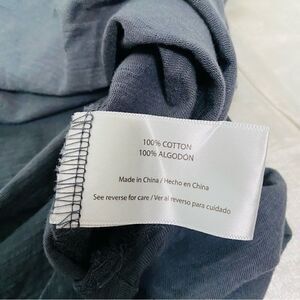 100% COTTON
100% ALGODÓN
Made in China / Hecho en China
See reverse for care / Ver al reverso para cuidado